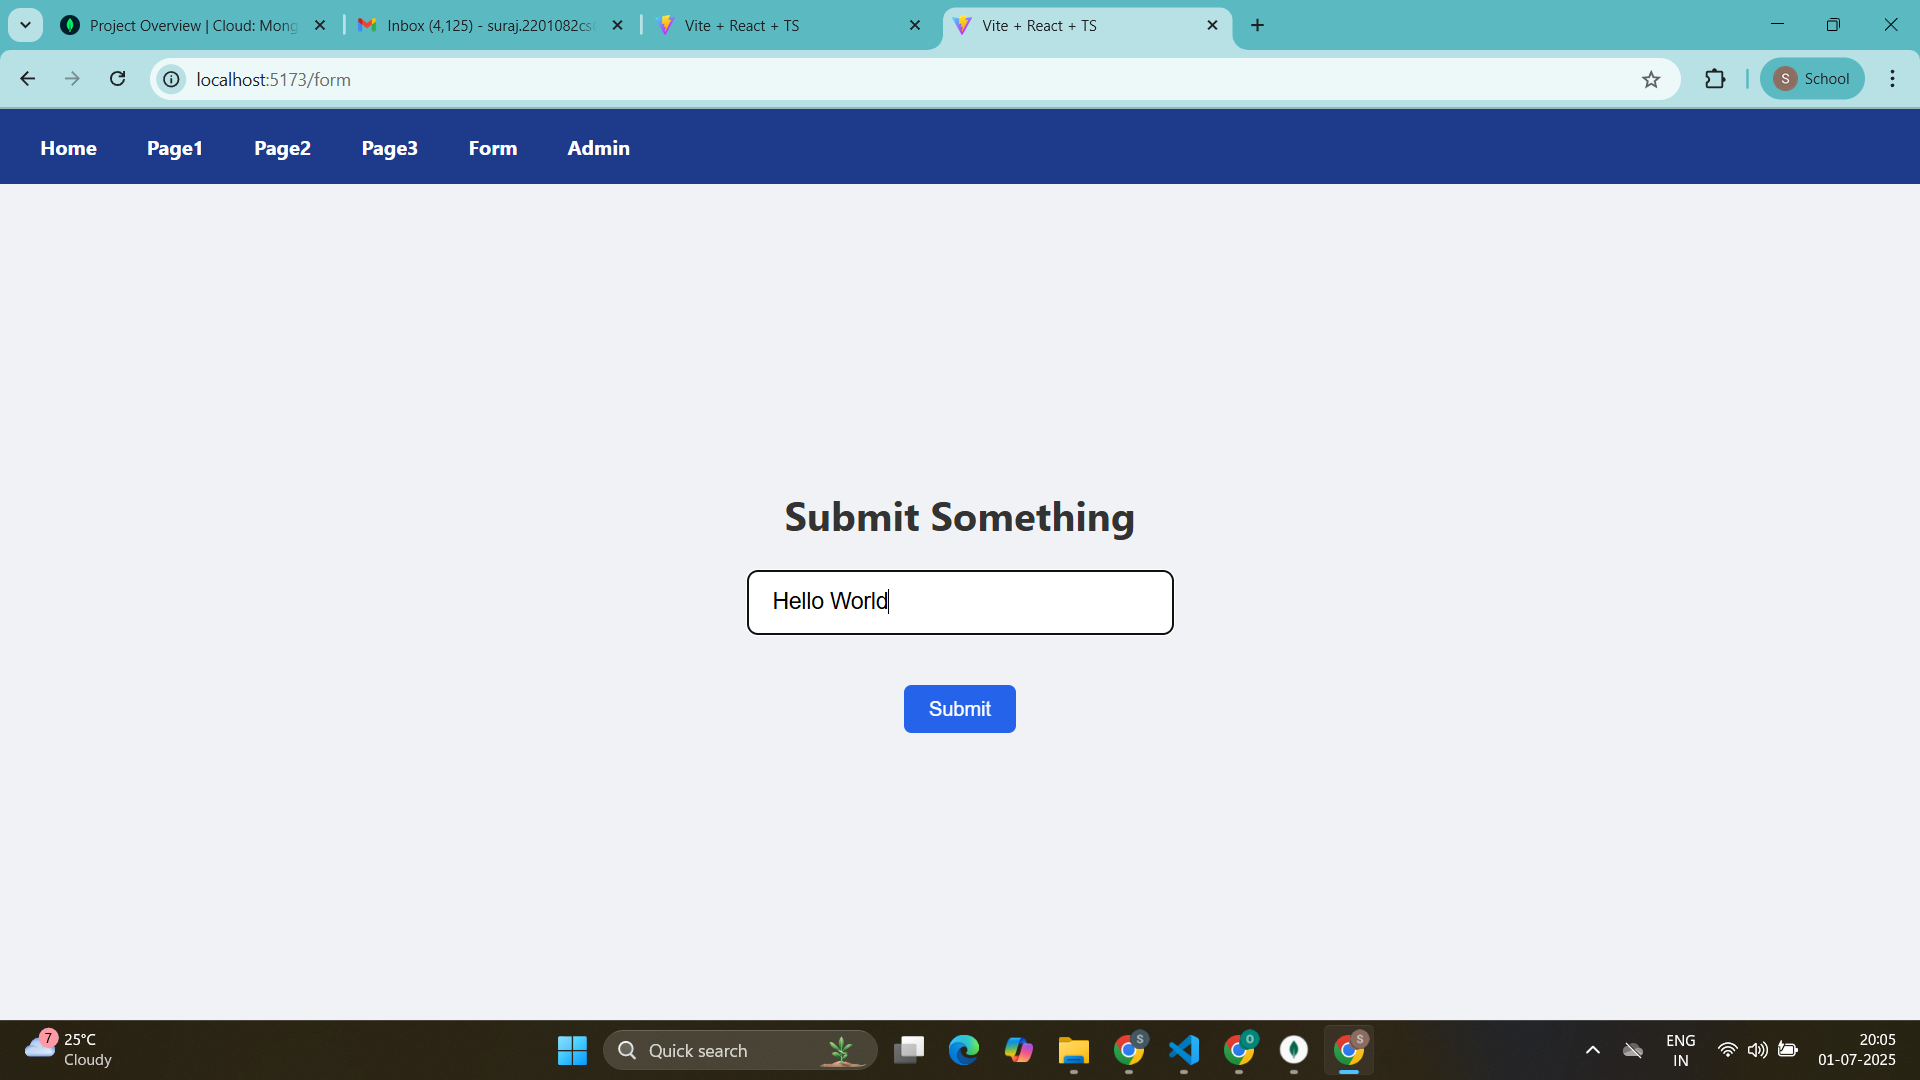 Project Overview | Cloud: Mong
Inbox (4,125) - suraj.2201082cs
Vite + React + TS
Vite + React + TS
localhost:5173/form
S School
Home Page1 Page2 Page3 Form Admin
Submit Something
Hello World
Submit
7
25°C
Cloudy
Quick search
S
O
S
ENG
IN
20:05
01-07-2025